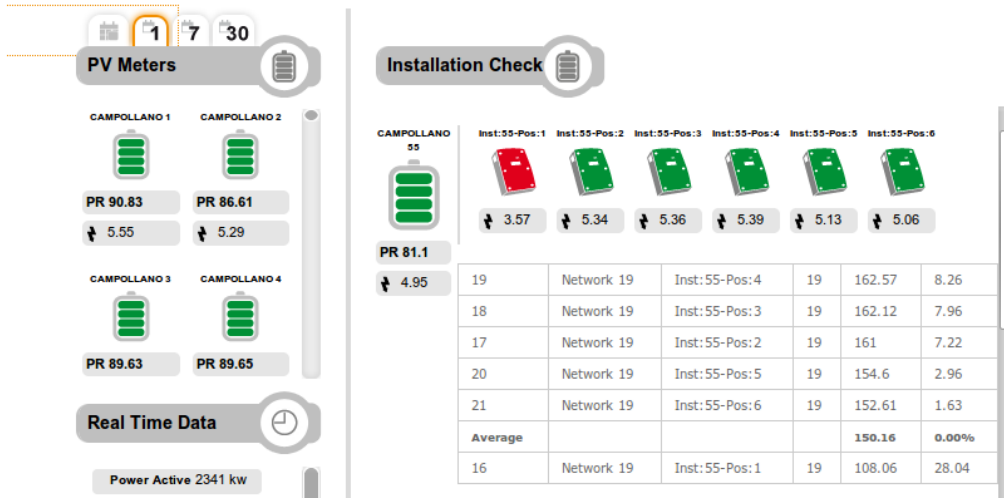 1 7 30
PV Meters
CAMPOLLANO 1 CAMPOLLANO 2
PR 90.83 PR 86.61
5.55 5.29
CAMPOLLANO 3 CAMPOLLANO 4
PR 89.63 PR 89.65
Real Time Data
Power Active 2341 kw
Installation Check
CAMPOLLANO
55
PR 81.1
4.95
Inst:55-Pos:1 Inst:55-Pos:2 Inst:55-Pos:3 Inst:55-Pos:4 Inst:55-Pos:5 Inst:55-Pos:6
3.57 5.34 5.36 5.39 5.13 5.06
19 Network 19 Inst:55-Pos:4 19 162.57 8.26
18 Network 19 Inst:55-Pos:3 19 162.12 7.96
17 Network 19 Inst:55-Pos:2 19 161 7.22
20 Network 19 Inst:55-Pos:5 19 154.6 2.96
21 Network 19 Inst:55-Pos:6 19 152.61 1.63
Average 150.16 0.00%
16 Network 19 Inst:55-Pos:1 19 108.06 28.04